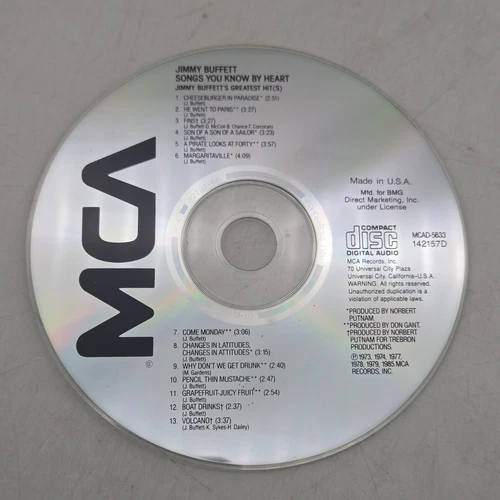 JIMMY BUFFETT
SONGS YOU KNOW BY HEART
JIMMY BUFFETT'S GREATEST HIT(S)
1. CHEESEBURGER IN PARADISE* (2:51)
(J. Buffett)
2. HE WENT TO PARIS** (3:27)
(J. Buffett)
3. FINS† (3:27)
(J. Buffett-D. McColl-B. Chance-T. Corcoran)
4. SON OF A SON OF A SAILOR* (3:23)
(J. Buffett)
5. A PIRATE LOOKS AT FORTY** (3:57)
(J. Buffett)
6. MARGARITAVILLE* (4:09)
(J. Buffett)
MCA
®
Made in U.S.A.
Mfd. for BMG
Direct Marketing, Inc.
under License
COMPACT
disc
DIGITAL AUDIO
MCAD-5633
142157D
MCA Records, Inc.
70 Universal City Plaza
Universal City, California-U.S.A.
WARNING: All rights reserved.
Unauthorized duplication is a
violation of applicable laws.
*PRODUCED BY NORBERT
PUTNAM.
**PRODUCED BY DON GANT.
†PRODUCED BY NORBERT
PUTNAM FOR TREBRON
PRODUCTIONS.
℗ 1973, 1974, 1977,
1978, 1979, 1985 MCA
RECORDS, INC.
7. COME MONDAY** (3:06)
(J. Buffett)
8. CHANGES IN LATITUDES,
CHANGES IN ATTITUDES* (3:15)
(J. Buffett)
9. WHY DON'T WE GET DRUNK** (2:40)
(M. Gardens)
10. PENCIL THIN MUSTACHE** (2:47)
(J. Buffett)
11. GRAPEFRUIT-JUICY FRUIT** (2:54)
(J. Buffett)
12. BOAT DRINKS† (2:37)
(J. Buffett)
13. VOLCANO† (3:37)
(J. Buffett-K. Sykes-H. Dailey)